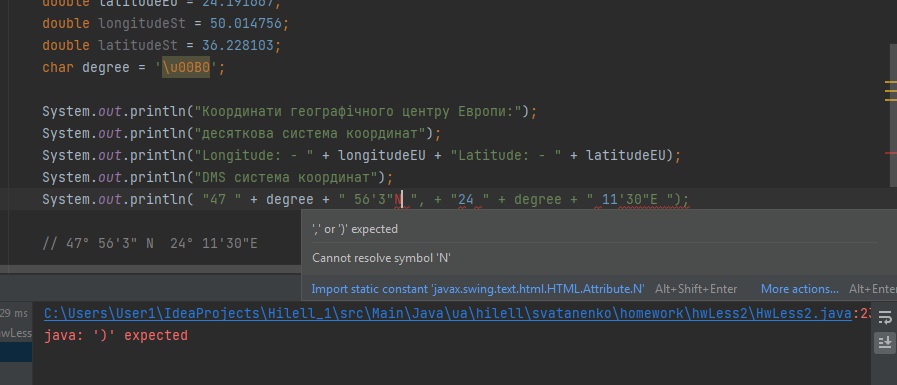 double latitudeEU = 24.191667;
double longitudeSt = 50.014756;
double latitudeSt = 36.228103;
char degree = '\u00B0';
System.out.println("Координати географічного центру Европи:");
System.out.println("десяткова система координат");
System.out.println("Longitude: - " + longitudeEU + "Latitude: - " + latitudeEU);
System.out.println("DMS система координат");
System.out.println( "47 " + degree + " 56'3"N ", + "24 " + degree + " 11'30"E ");
',' or ')' expected
// 47° 56'3" N  24° 11'30"E
Cannot resolve symbol 'N'
Import static constant 'javax.swing.text.html.HTML.Attribute.N' Alt+Shift+Enter More actions... Alt+Enter
29 ms
C:\Users\User1\IdeaProjects\Hilell_1\src\Main\Java\ua\hilell\svatanenko\homework\hwLess2\HwLess2.java:23
wLess
java: ')' expected